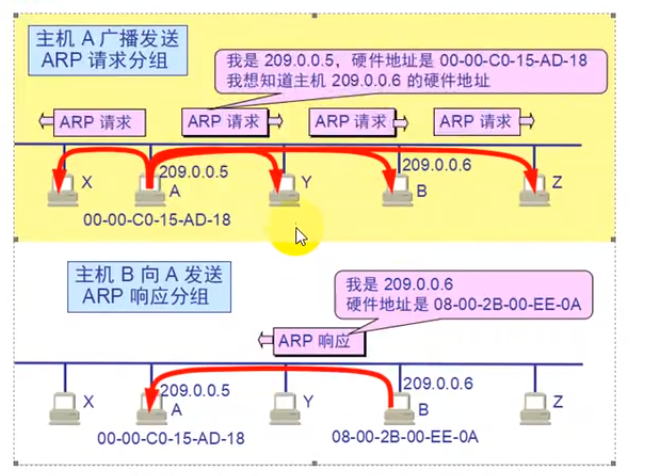 主机 A 广播发送
ARP 请求分组
我是 209.0.0.5，硬件地址是 00-00-C0-15-AD-18
我想知道主机 209.0.0.6 的硬件地址
ARP 请求
ARP 请求
ARP 请求
ARP 请求
X
209.0.0.5
A
Y
209.0.0.6
B
Z
00-00-C0-15-AD-18
主机 B 向 A 发送
ARP 响应分组
我是 209.0.0.6
硬件地址是 08-00-2B-00-EE-0A
ARP 响应
X
209.0.0.5
A
Y
209.0.0.6
B
Z
00-00-C0-15-AD-18
08-00-2B-00-EE-0A